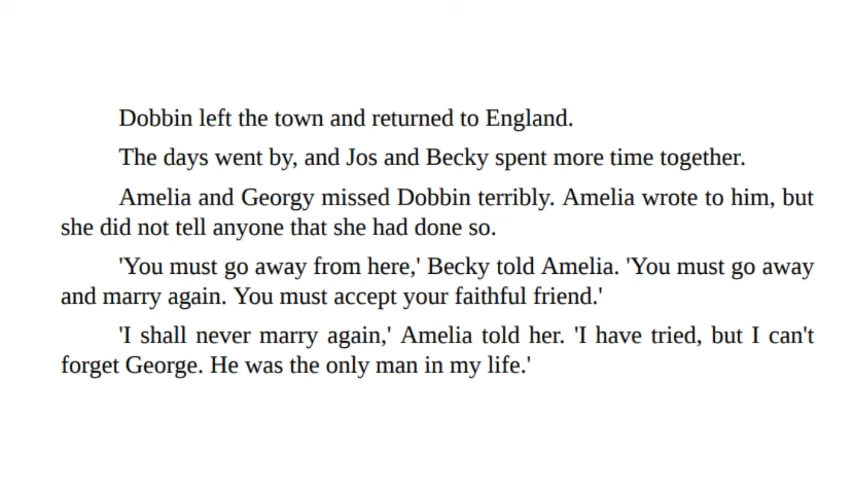 Dobbin left the town and returned to England.
The days went by, and Jos and Becky spent more time together.
Amelia and Georgy missed Dobbin terribly. Amelia wrote to him, but
she did not tell anyone that she had done so.
'You must go away from here,' Becky told Amelia. 'You must go away
and marry again. You must accept your faithful friend.'
'I shall never marry again,' Amelia told her. 'I have tried, but I can't
forget George. He was the only man in my life.'